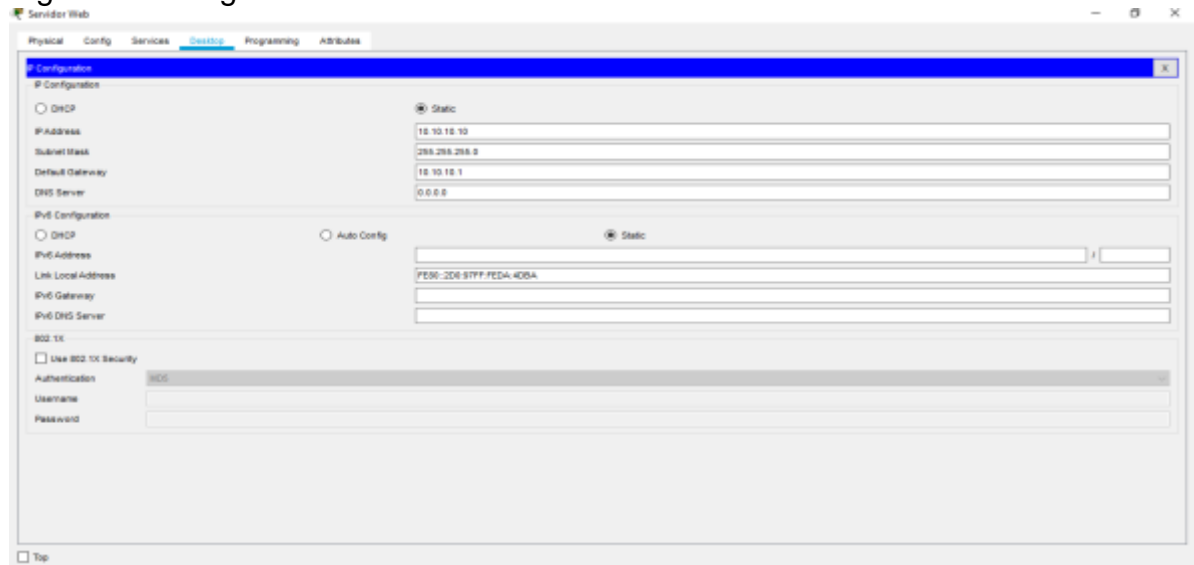 Servidor Web
Physical Config Services Desktop Programming Attributes
IP Configuration X
IP Configuration
DHCP Static
IP Address 10.10.10.10
Subnet Mask 255.255.255.0
Default Gateway 10.10.10.1
DNS Server 0.0.0.0
IPv6 Configuration
DHCP Auto Config Static
IPv6 Address /
Link Local Address FE80::2D0:97FF:FEDA:4DBA
IPv6 Gateway
IPv6 DNS Server
802.1X
Use 802.1X Security
Authentication MD5
Username
Password
Top